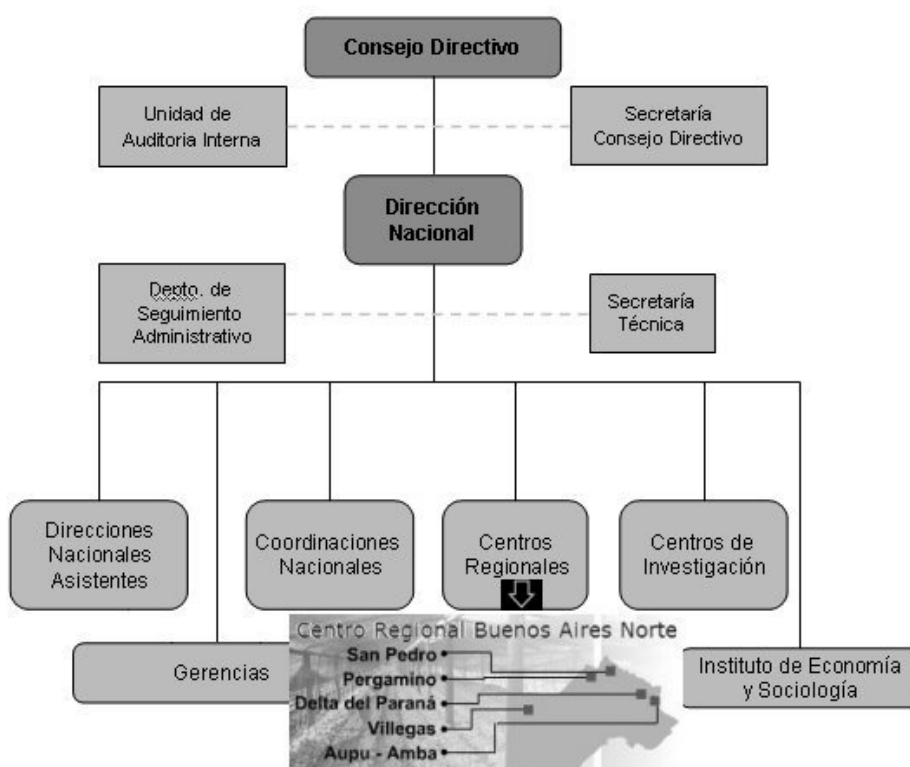 Consejo Directivo
Unidad de
Auditoria Interna
Secretaría
Consejo Directivo
Dirección
Nacional
Depto. de
Seguimiento
Administrativo
Secretaría
Técnica
Direcciones
Nacionales
Asistentes
Coordinaciones
Nacionales
Centros
Regionales
Centros de
Investigación
Gerencias
Centro Regional Buenos Aires Norte
San Pedro
Pergamino
Delta del Paraná
Villegas
Aupu - Amba
Instituto de Economía
y Sociología